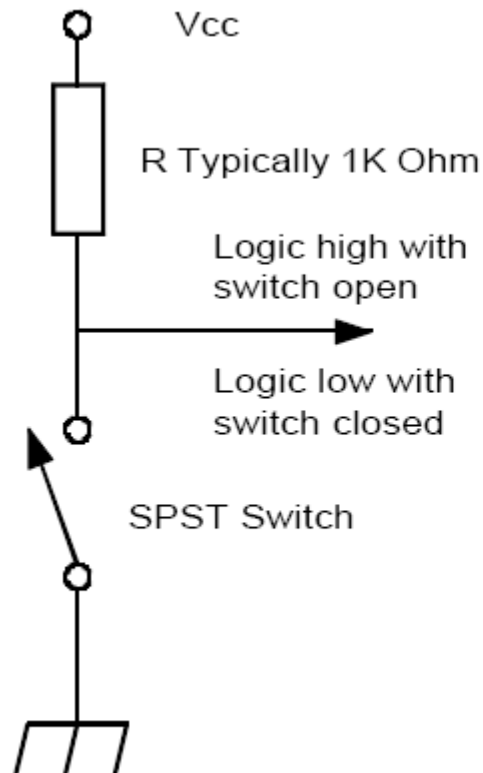 Vcc
R Typically 1K Ohm
Logic high with
switch open
Logic low with
switch closed
SPST Switch